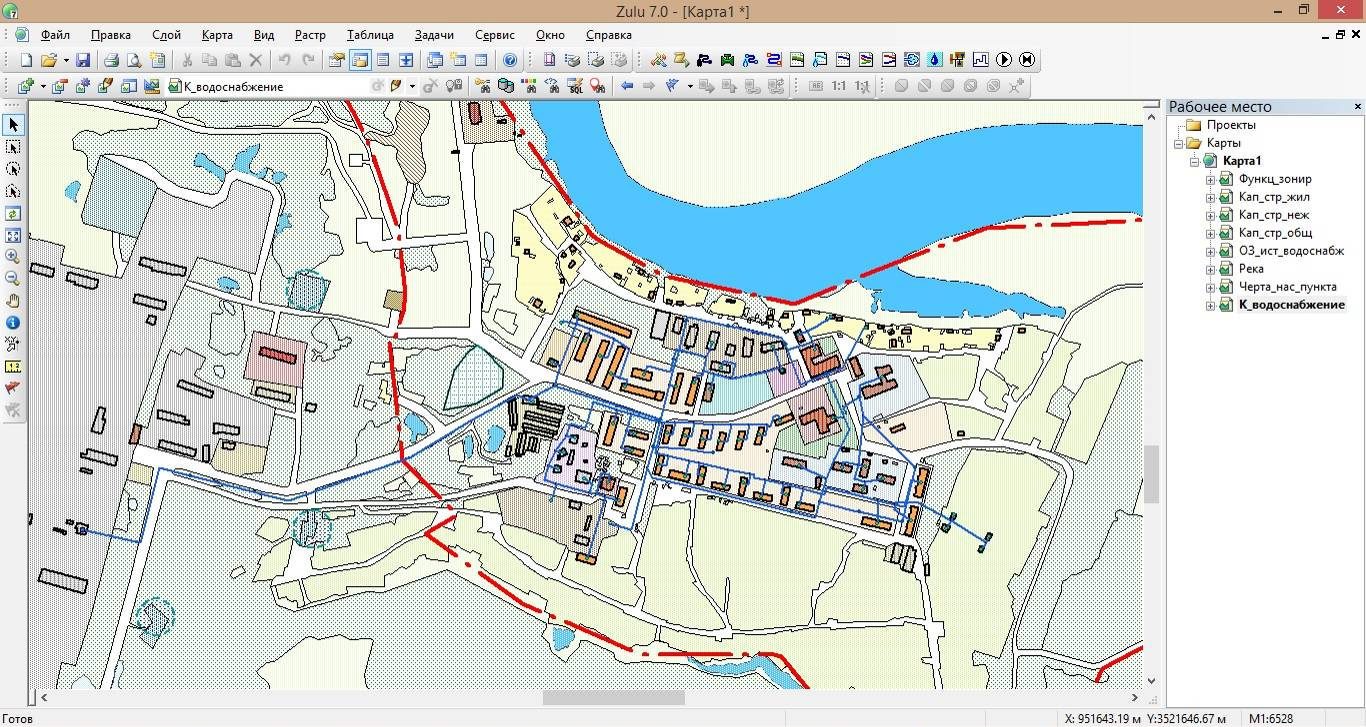 Zulu 7.0 - [Карта1 *]
Файл Правка Слой Карта Вид Растр Таблица Задачи Сервис Окно Справка
К_водоснабжение
SQL
1:1
Рабочее место
Проекты
Карты
Карта1
Функц_зонир
Кап_стр_жил
Кап_стр_неж
Кап_стр_общ
ОЗ_ист_водоснабж
Река
Черта_нас_пункта
К_водоснабжение
Готов
X: 951643.19 м Y:3521646.67 м
М1:6528